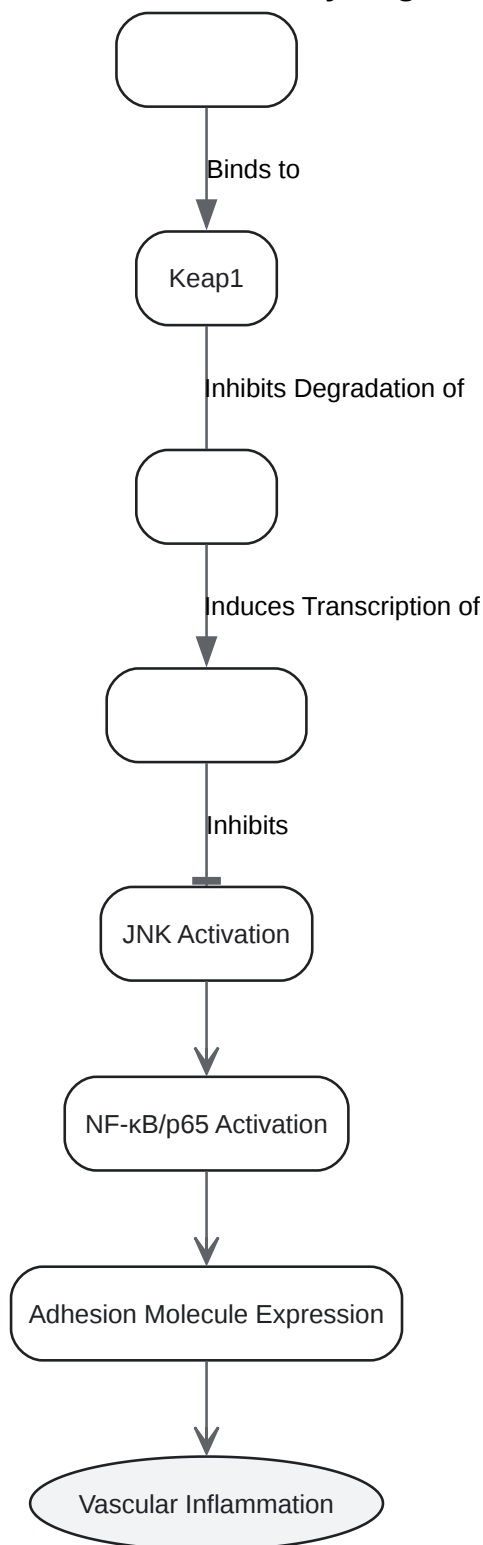 Binds to
Keap1
Inhibits Degradation of
Induces Transcription of
Inhibits
JNK Activation
NF-κB/p65 Activation
Adhesion Molecule Expression
Vascular Inflammation